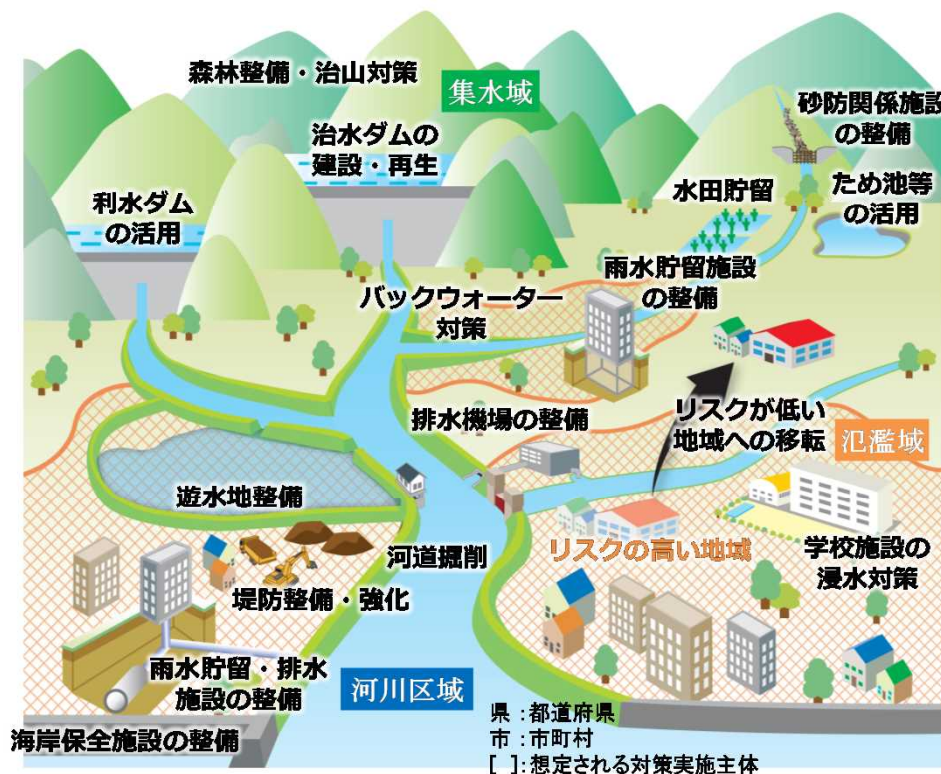 森林整備・治山対策
集水域
砂防関係施設
の整備
治水ダムの
建設・再生
水田貯留
ため池等
の活用
利水ダム
の活用
雨水貯留施設
の整備
バックウォーター
対策
リスクが低い
地域への移転
排水機場の整備
氾濫域
遊水地整備
河道掘削
リスクの高い地域
学校施設の
浸水対策
堤防整備・強化
雨水貯留・排水
施設の整備
河川区域
海岸保全施設の整備
県：都道府県
市：市町村
[ ]：想定される対策実施主体